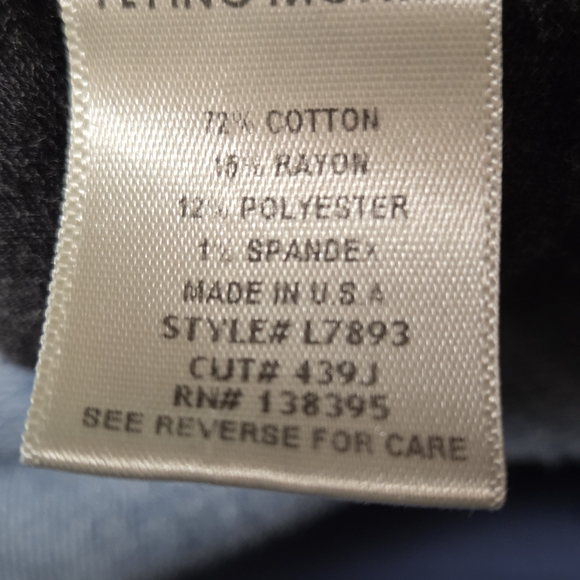 72% COTTON
15% RAYON
12% POLYESTER
1% SPANDEX
MADE IN U.S.A
STYLE# L7893
CUT# 439J
RN# 138395
SEE REVERSE FOR CARE